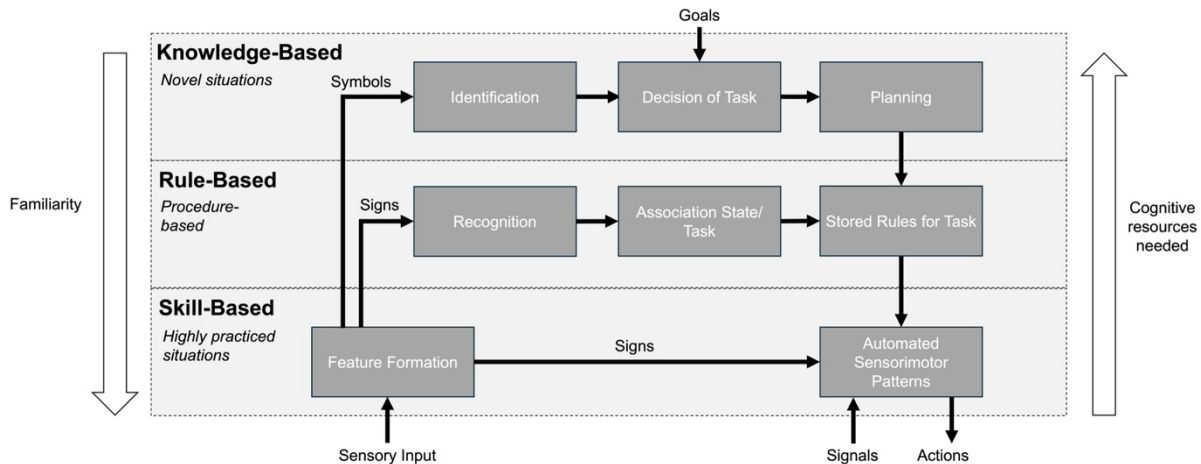 Goals
Knowledge-Based
Novel situations
Symbols
Identification
Decision of Task
Planning
Rule-Based
Procedure-
based
Signs
Recognition
Association State/
Task
Stored Rules for Task
Familiarity
Cognitive
resources
needed
Skill-Based
Highly practiced
situations
Feature Formation
Signs
Automated
Sensorimotor
Patterns
Sensory Input
Signals
Actions